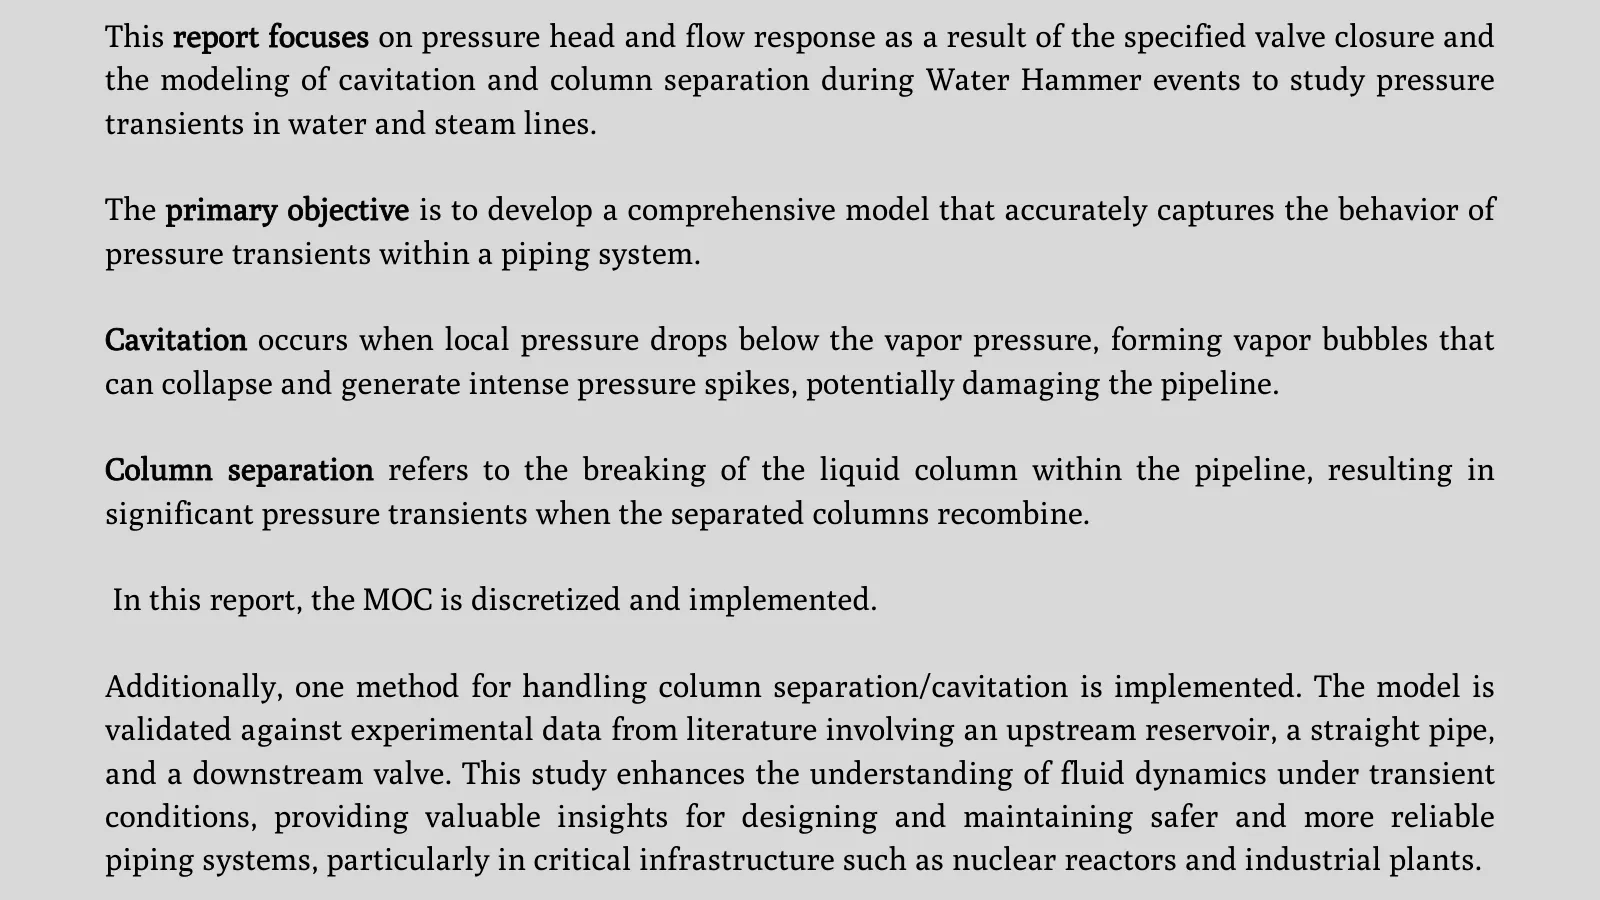 This report focuses on pressure head and flow response as a result of the specified valve closure and
the modeling of cavitation and column separation during Water Hammer events to study pressure
transients in water and steam lines.
The primary objective is to develop a comprehensive model that accurately captures the behavior of
pressure transients within a piping system.
Cavitation occurs when local pressure drops below the vapor pressure, forming vapor bubbles that
can collapse and generate intense pressure spikes, potentially damaging the pipeline.
Column separation refers to the breaking of the liquid column within the pipeline, resulting in
significant pressure transients when the separated columns recombine.
In this report, the MOC is discretized and implemented.
Additionally, one method for handling column separation/cavitation is implemented. The model is
validated against experimental data from literature involving an upstream reservoir, a straight pipe,
and a downstream valve. This study enhances the understanding of fluid dynamics under transient
conditions, providing valuable insights for designing and maintaining safer and more reliable
piping systems, particularly in critical infrastructure such as nuclear reactors and industrial plants.